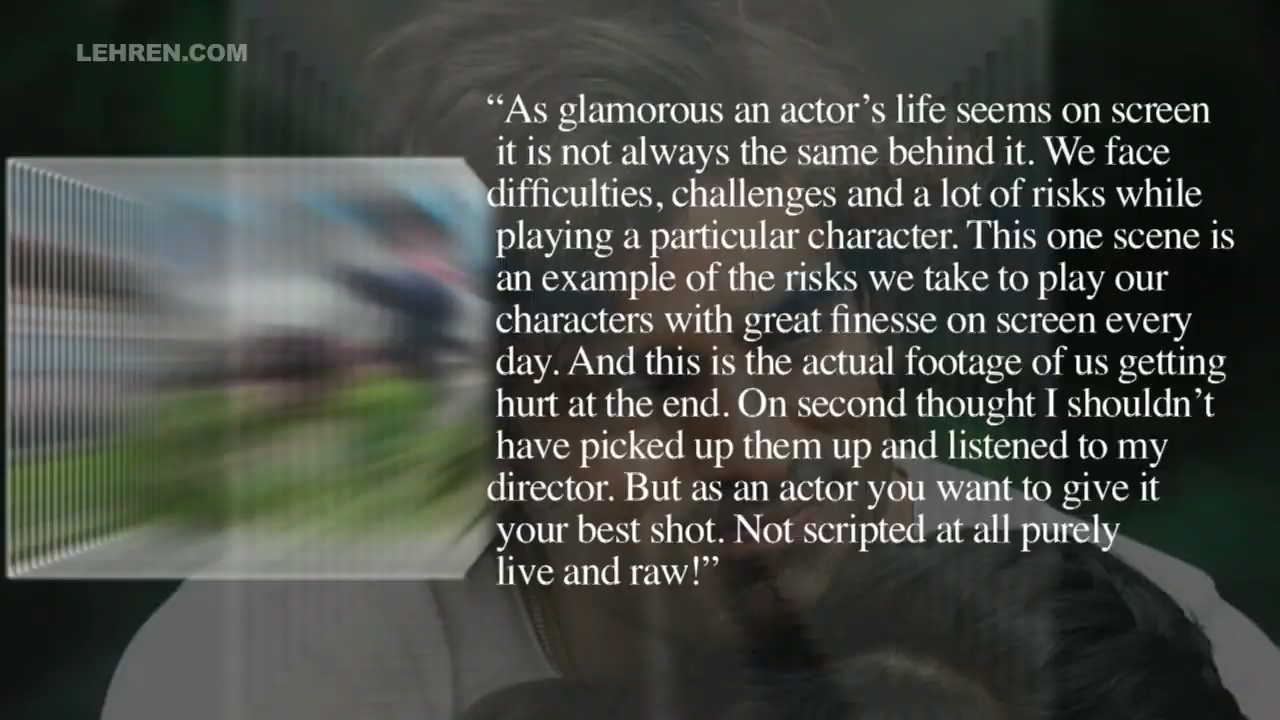 LEHREN.COM
“As glamorous an actor’s life seems on screen
it is not always the same behind it. We face
difficulties, challenges and a lot of risks while
playing a particular character. This one scene is
an example of the risks we take to play our
characters with great finesse on screen every
day. And this is the actual footage of us getting
hurt at the end. On second thought I shouldn’t
have picked up them up and listened to my
director. But as an actor you want to give it
your best shot. Not scripted at all purely
live and raw!”